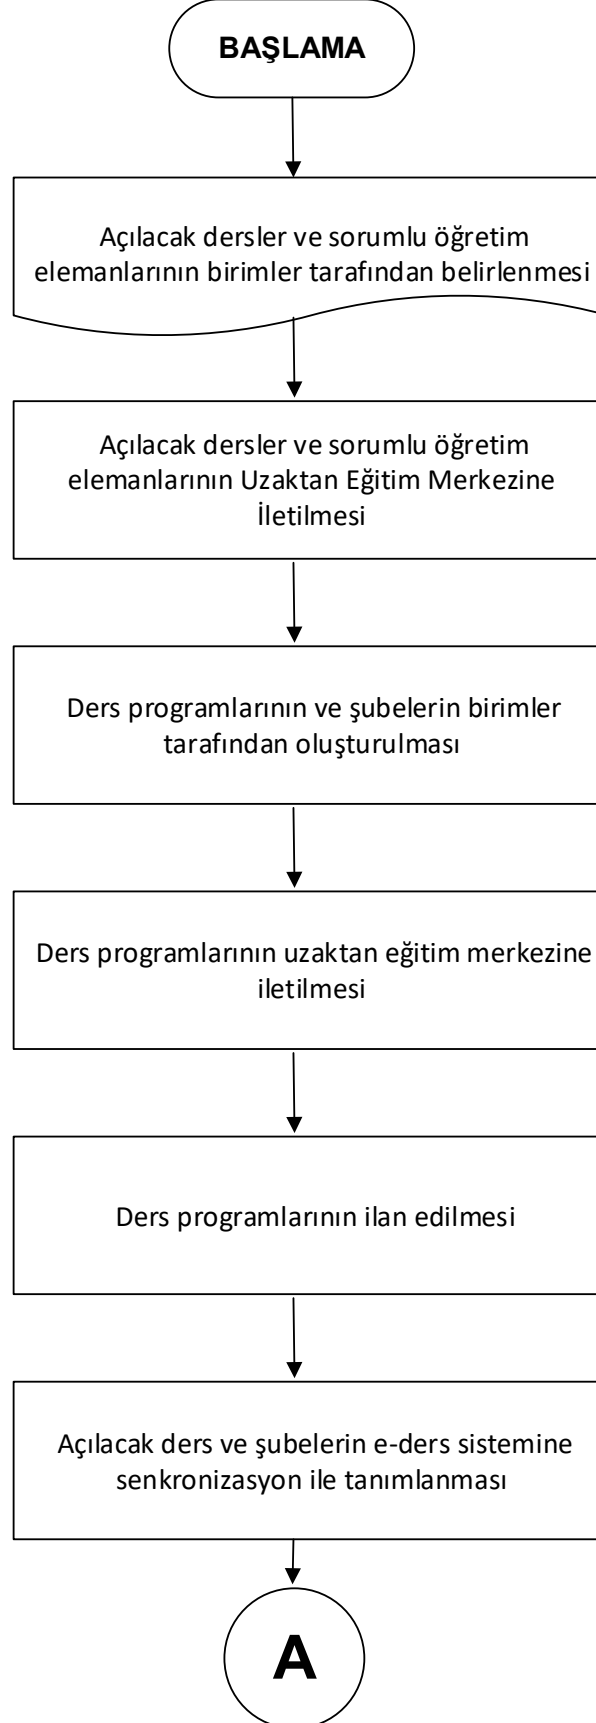 BAŞLAMA
Açılacak dersler ve sorumlu öğretim
elemanlarının birimler tarafından belirlenmesi
Açılacak dersler ve sorumlu öğretim
elemanlarının Uzaktan Eğitim Merkezine
İletilmesi
Ders programlarının ve şubelerin birimler
tarafından oluşturulması
Ders programlarının uzaktan eğitim merkezine
iletilmesi
Ders programlarının ilan edilmesi
Açılacak ders ve şubelerin e-ders sistemine
senkronizasyon ile tanımlanması
A